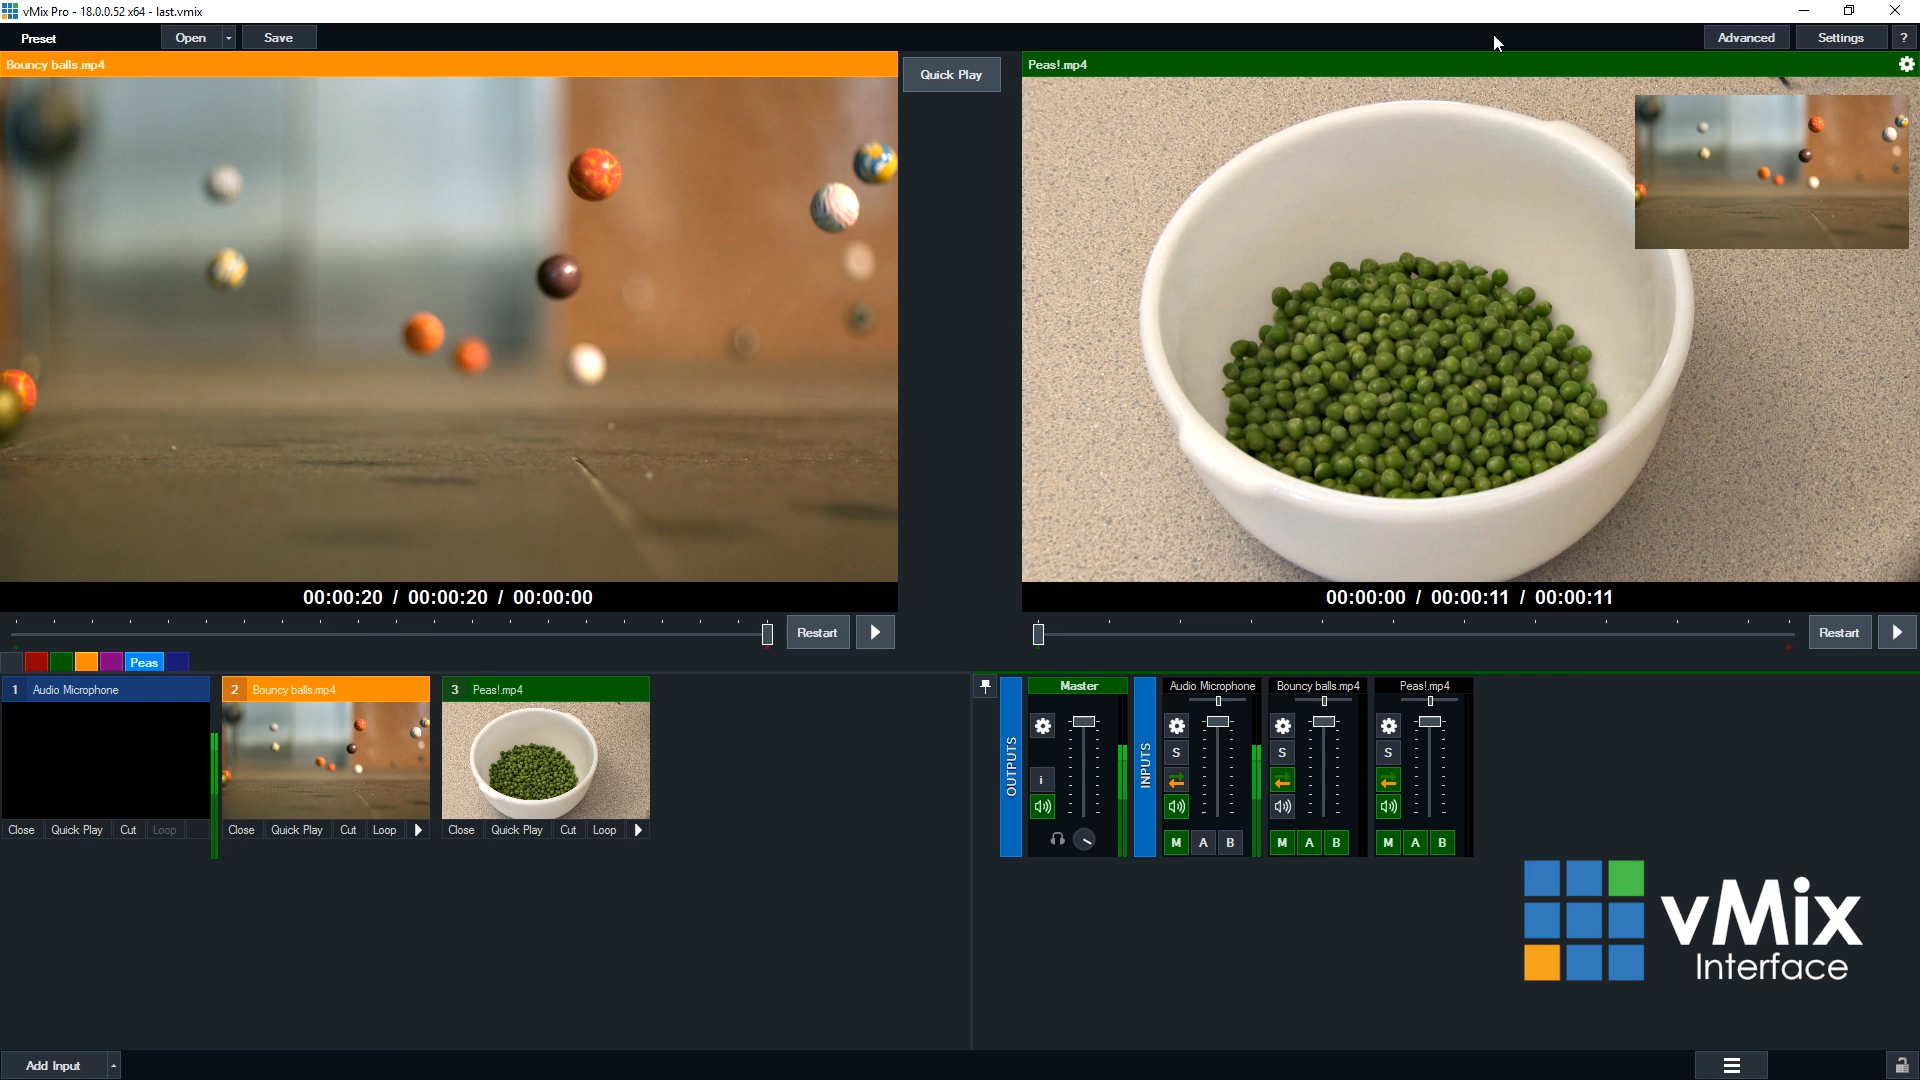 vMix Pro - 18.0.0.52 x64 - last.vmix
Preset Open Save Advanced Settings ?
Bouncy balls.mp4 Quick Play Peas!.mp4
00:00:20 / 00:00:20 / 00:00:00 00:00:00 / 00:00:11 / 00:00:11
Restart Restart
Peas
1 Audio Microphone 2 Bouncy balls.mp4 3 Peas!.mp4
Close Quick Play Cut Loop Close Quick Play Cut Loop Close Quick Play Cut Loop
OUTPUTS
Master
i
INPUTS
Audio Microphone Bouncy balls.mp4 Peas!.mp4
S S S
M A B M A B M A B
vMix
Interface
Add Input